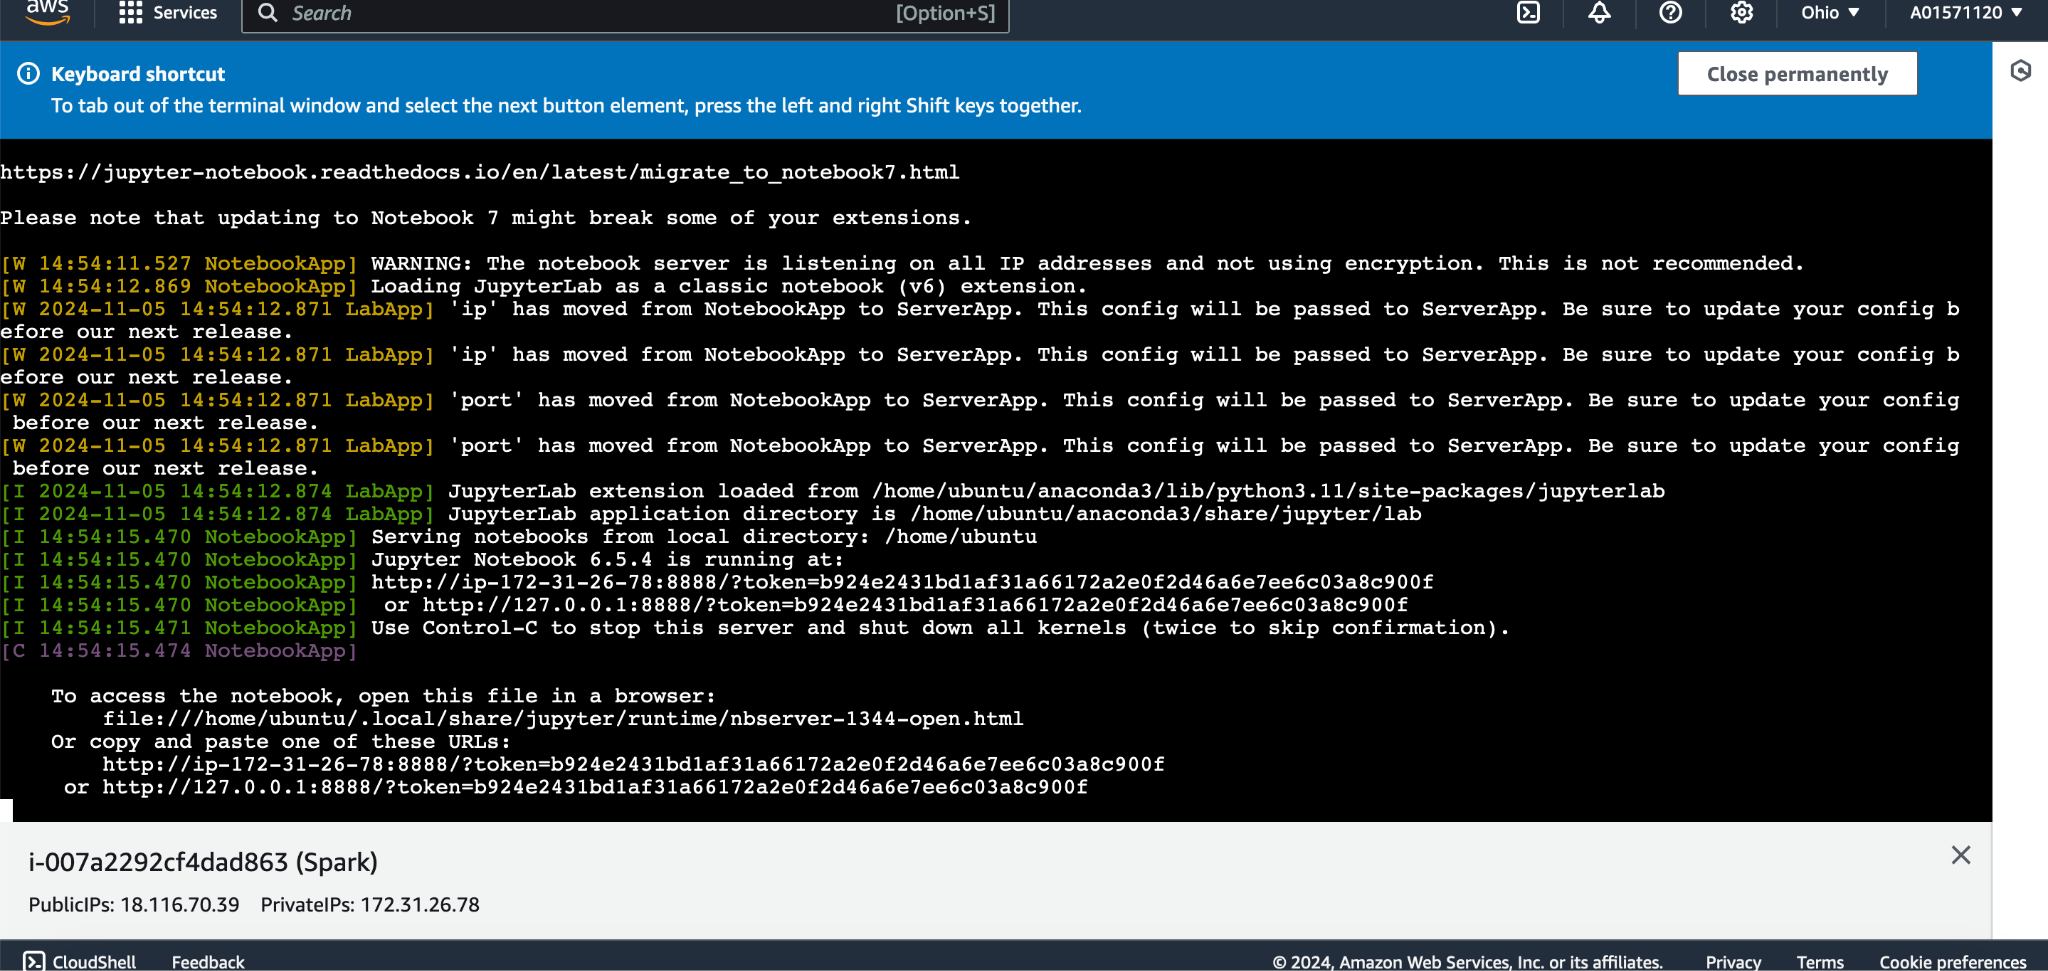 aws
Services
Search
[Option+S]
Ohio ▼
A01571120 ▼
Keyboard shortcut
To tab out of the terminal window and select the next button element, press the left and right Shift keys together.
Close permanently
https://jupyter-notebook.readthedocs.io/en/latest/migrate_to_notebook7.html
Please note that updating to Notebook 7 might break some of your extensions.
[W 14:54:11.527 NotebookApp] WARNING: The notebook server is listening on all IP addresses and not using encryption. This is not recommended.
[W 14:54:12.869 NotebookApp] Loading JupyterLab as a classic notebook (v6) extension.
[W 2024-11-05 14:54:12.871 LabApp] 'ip' has moved from NotebookApp to ServerApp. This config will be passed to ServerApp. Be sure to update your config b
efore our next release.
[W 2024-11-05 14:54:12.871 LabApp] 'ip' has moved from NotebookApp to ServerApp. This config will be passed to ServerApp. Be sure to update your config b
efore our next release.
[W 2024-11-05 14:54:12.871 LabApp] 'port' has moved from NotebookApp to ServerApp. This config will be passed to ServerApp. Be sure to update your config
 before our next release.
[W 2024-11-05 14:54:12.871 LabApp] 'port' has moved from NotebookApp to ServerApp. This config will be passed to ServerApp. Be sure to update your config
 before our next release.
[I 2024-11-05 14:54:12.874 LabApp] JupyterLab extension loaded from /home/ubuntu/anaconda3/lib/python3.11/site-packages/jupyterlab
[I 2024-11-05 14:54:12.874 LabApp] JupyterLab application directory is /home/ubuntu/anaconda3/share/jupyter/lab
[I 14:54:15.470 NotebookApp] Serving notebooks from local directory: /home/ubuntu
[I 14:54:15.470 NotebookApp] Jupyter Notebook 6.5.4 is running at:
[I 14:54:15.470 NotebookApp] http://ip-172-31-26-78:8888/?token=b924e2431bd1af31a66172a2e0f2d46a6e7ee6c03a8c900f
[I 14:54:15.470 NotebookApp]  or http://127.0.0.1:8888/?token=b924e2431bd1af31a66172a2e0f2d46a6e7ee6c03a8c900f
[I 14:54:15.471 NotebookApp] Use Control-C to stop this server and shut down all kernels (twice to skip confirmation).
[C 14:54:15.474 NotebookApp]
To access the notebook, open this file in a browser:
file:///home/ubuntu/.local/share/jupyter/runtime/nbserver-1344-open.html
Or copy and paste one of these URLs:
http://ip-172-31-26-78:8888/?token=b924e2431bd1af31a66172a2e0f2d46a6e7ee6c03a8c900f
or http://127.0.0.1:8888/?token=b924e2431bd1af31a66172a2e0f2d46a6e7ee6c03a8c900f
i-007a2292cf4dad863 (Spark)
PublicIPs: 18.116.70.39 PrivateIPs: 172.31.26.78
CloudShell
Feedback
© 2024, Amazon Web Services, Inc. or its affiliates.
Privacy
Terms
Cookie preferences